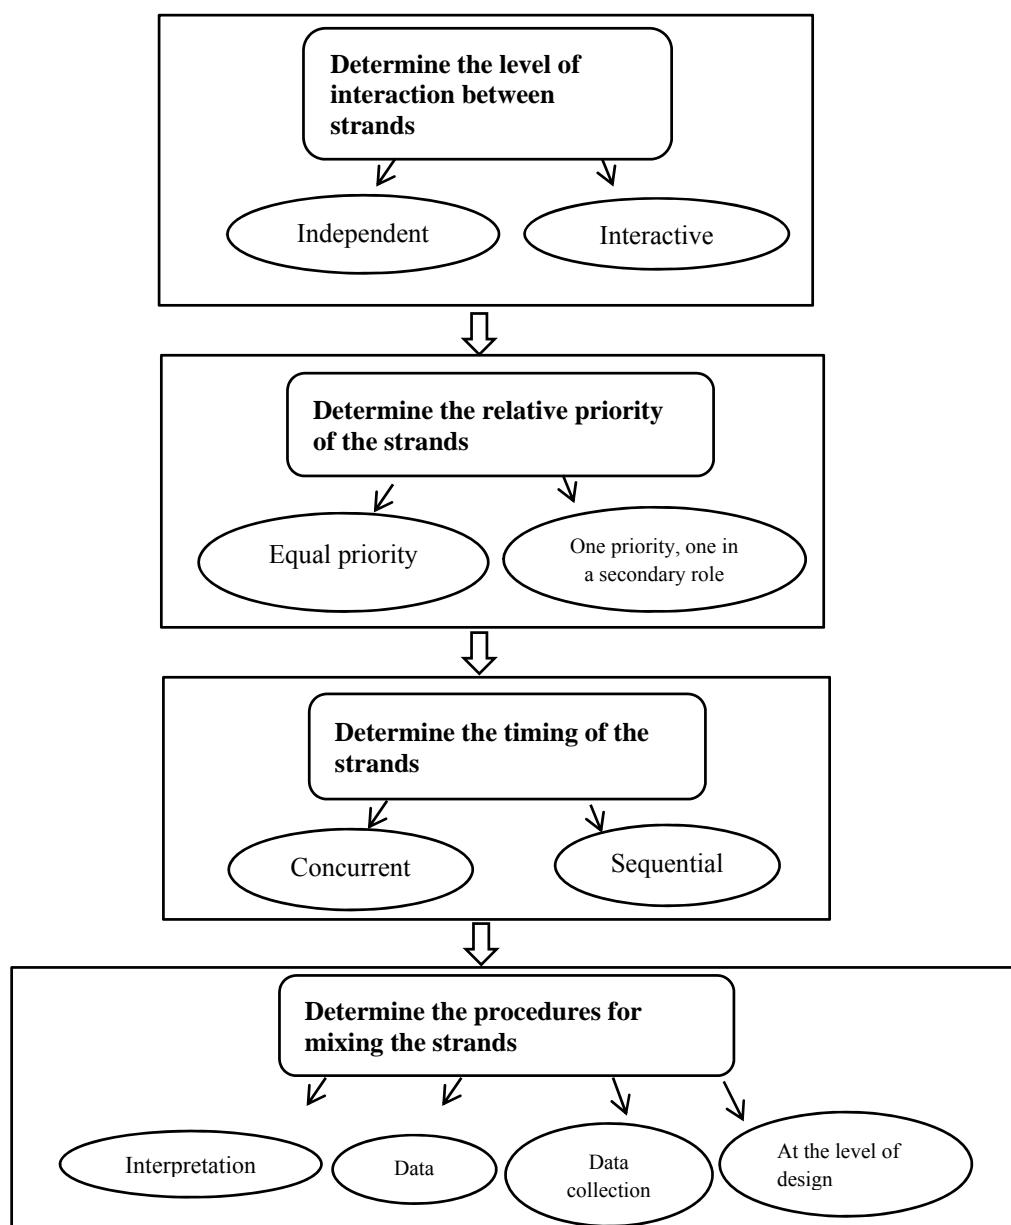 Determine the level of
interaction between
strands
Independent
Interactive
Determine the relative priority
of the strands
Equal priority
One priority, one in
a secondary role
Determine the timing of the
strands
Concurrent
Sequential
Determine the procedures for
mixing the strands
Interpretation
Data
Data
collection
At the level of
design